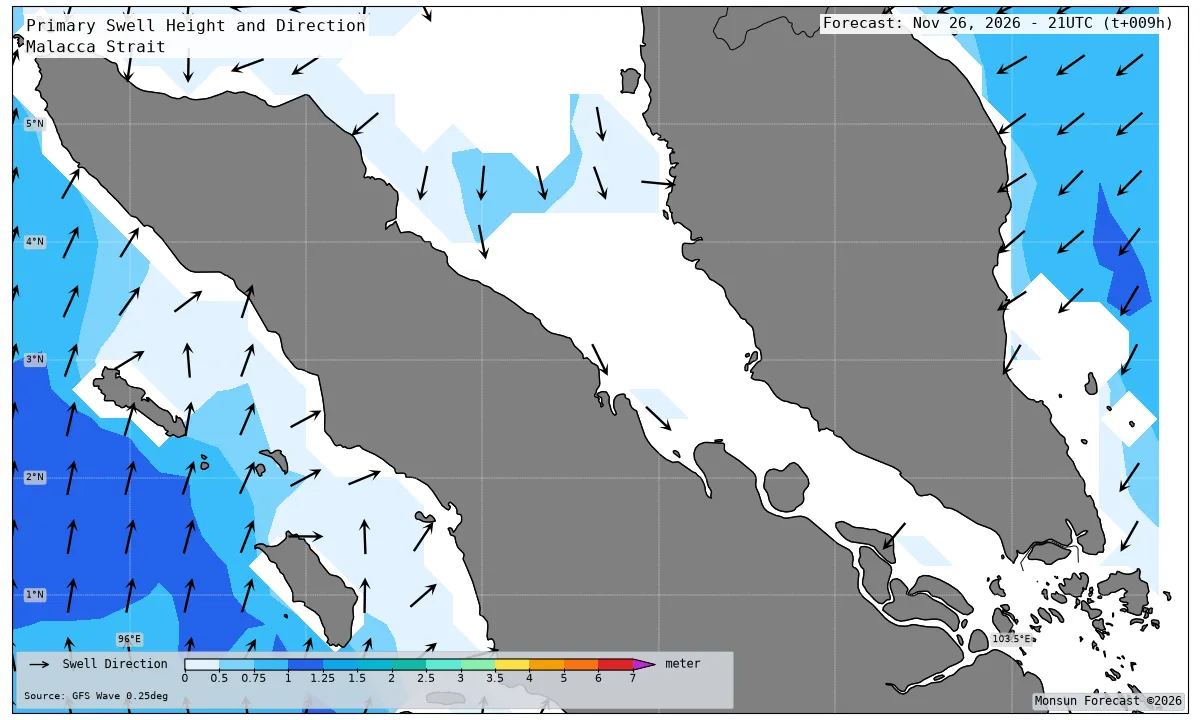 Primary Swell Height and Direction
Malacca Strait
Forecast: Nov 26, 2026 - 21UTC (t+009h)
5°N
4°N
3°N
2°N
1°N
96°E
103.5°E
Swell Direction
0 0.5 0.75 1 1.25 1.5 2 2.5 3 3.5 4 5 6 7
meter
Source: GFS Wave 0.25deg
Monsun Forecast ©2026